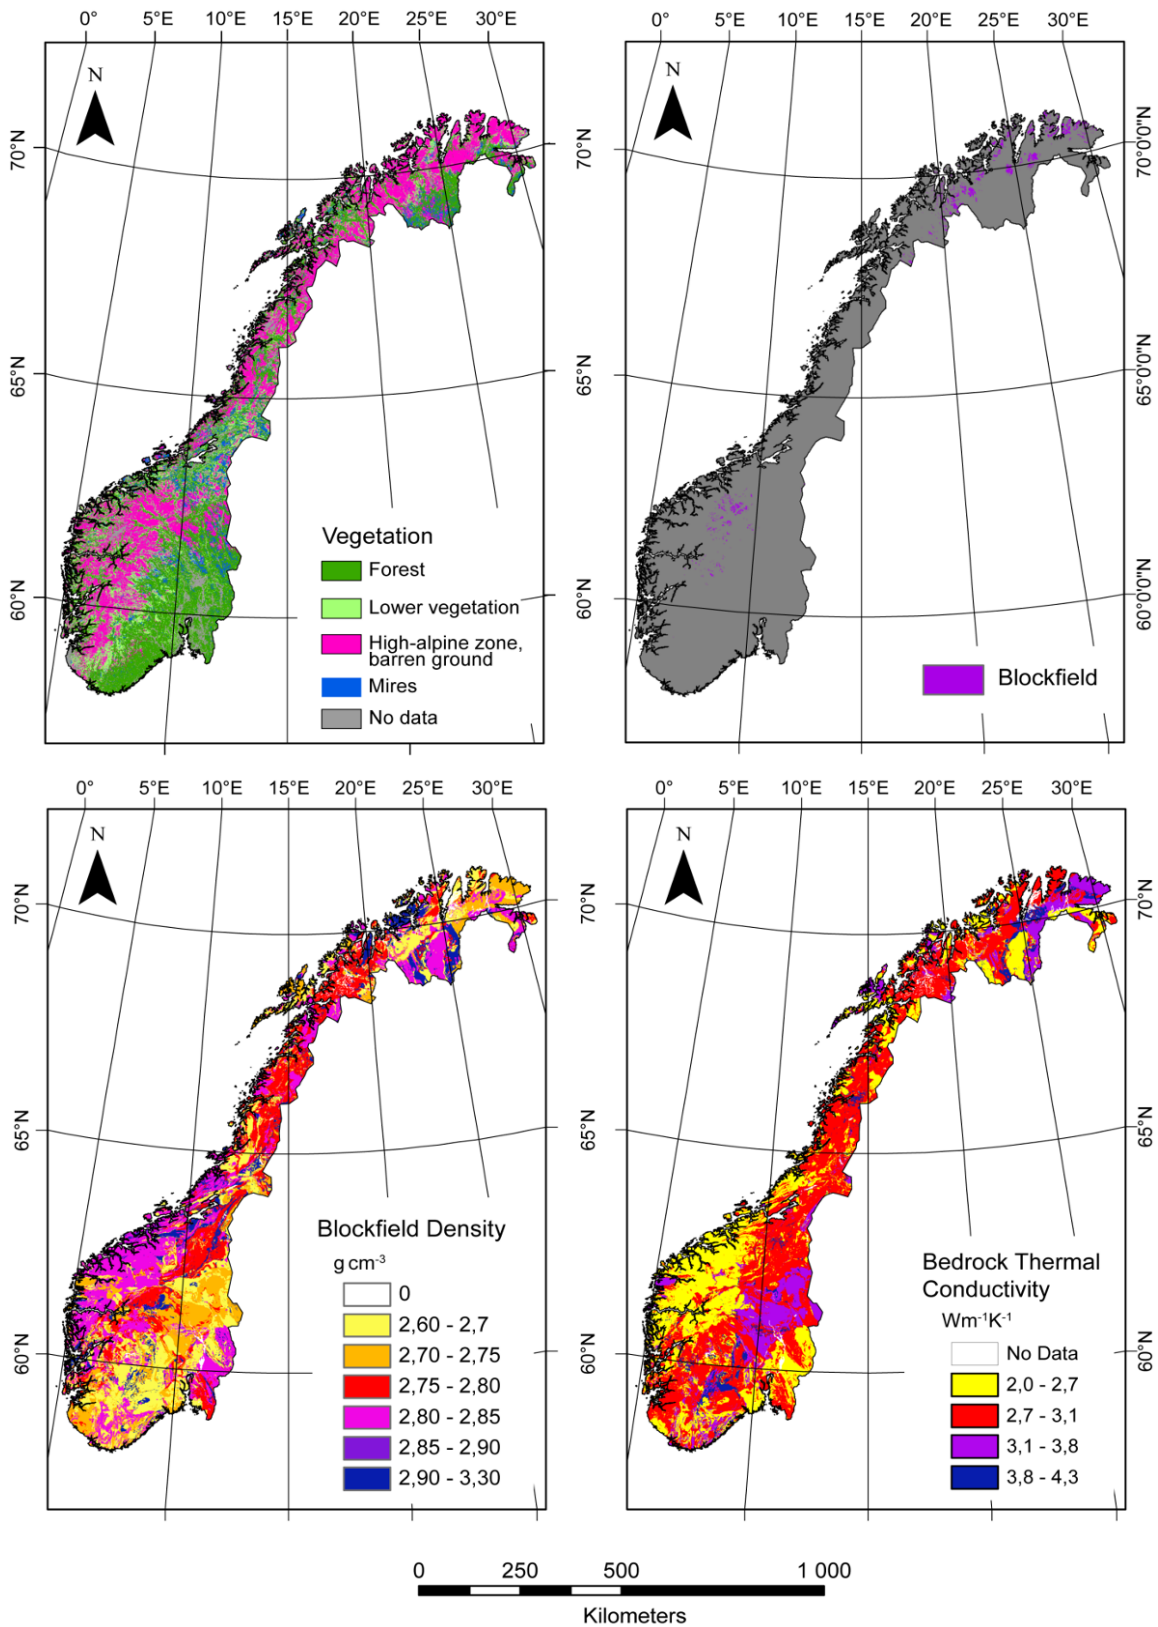 0° 5°E 10°E 15°E 20°E 25°E 30°E
0° 5°E 10°E 15°E 20°E 25°E 30°E
N
N
70°N
70°N
70°0'0"N
65°N
65°N
65°0'0"N
60°N
60°N
60°0'0"N
Vegetation
Forest
Lower vegetation
High-alpine zone,
barren ground
Mires
No data
Blockfield
0° 5°E 10°E 15°E 20°E 25°E 30°E
0° 5°E 10°E 15°E 20°E 25°E 30°E
N
N
70°N
70°N
70°N
65°N
65°N
65°N
60°N
60°N
60°N
Blockfield Density
g cm⁻³
0
2,60 - 2,7
2,70 - 2,75
2,75 - 2,80
2,80 - 2,85
2,85 - 2,90
2,90 - 3,30
Bedrock Thermal
Conductivity
Wm⁻¹K⁻¹
No Data
2,0 - 2,7
2,7 - 3,1
3,1 - 3,8
3,8 - 4,3
0 250 500 1 000
Kilometers